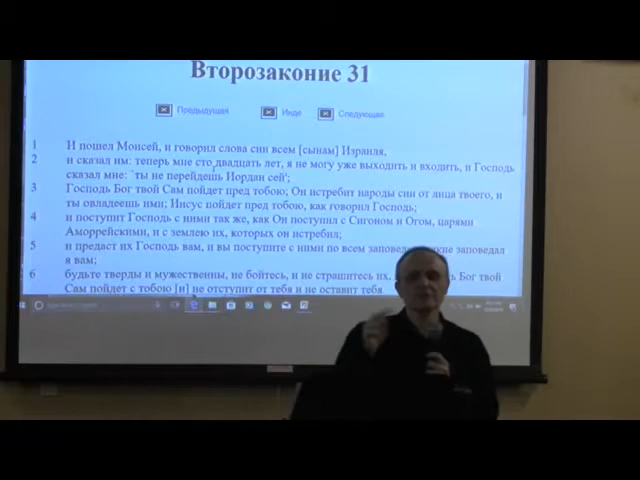 Второзаконие 31
Предыдущая Инде Следующая
1 И пошел Моисей, и говорил слова сии всем [сынам] Израиля,
2 и сказал им: теперь мне сто двадцать лет, я не могу уже выходить и входить, и Господь
сказал мне: `ты не перейдешь Иордан сей';
3 Господь Бог твой Сам пойдет пред тобою; Он истребит народы сии от лица твоего, и
ты овладеешь ими; Иисус пойдет пред тобою, как говорил Господь;
4 и поступит Господь с ними так же, как Он поступил с Сигоном и Огом, царями
Аморрейскими, и с землею их, которых он истребил;
5 и предаст их Господь вам, и вы поступите с ними по всем заповедал
я вам;
6 будьте тверды и мужественны, не бойтесь, и не страшитесь их, Бог твой
Сам пойдет с тобою [и] не отступит от тебя и не оставит тебя